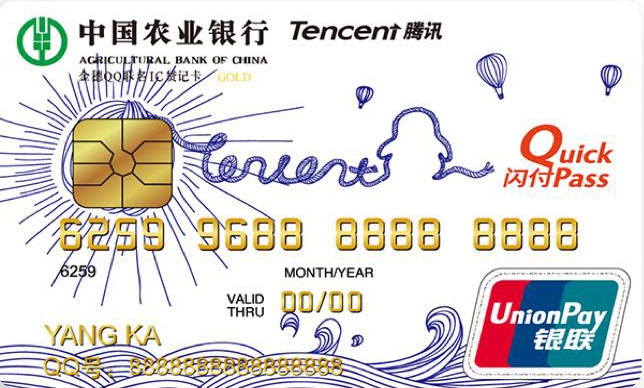 中国农业银行 Tencent 腾讯
AGRICULTURAL BANK OF CHINA
金穗QQ联名IC贷记卡 GOLD
Tencent
Quick
闪付Pass
6259 9688 8888 8888
6259
MONTH/YEAR
VALID
THRU
00/00
YANG KA
QQ号：8888888888888888
UnionPay
银联